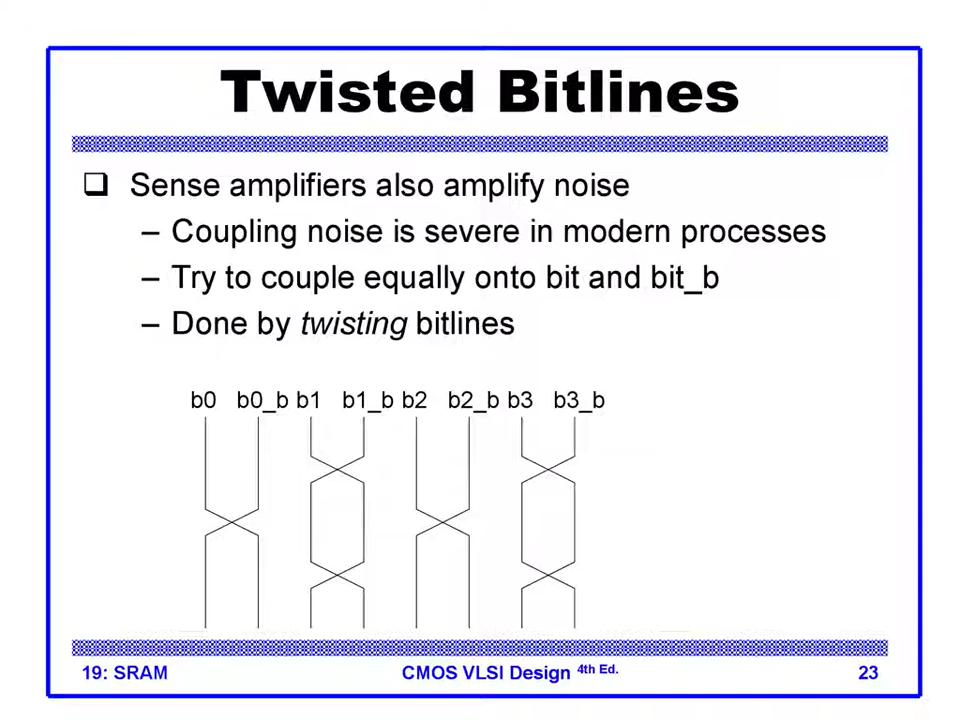 Twisted Bitlines
❑ Sense amplifiers also amplify noise
– Coupling noise is severe in modern processes
– Try to couple equally onto bit and bit_b
– Done by twisting bitlines
b0 b0_b b1 b1_b b2 b2_b b3 b3_b
19: SRAM CMOS VLSI Design 4th Ed. 23